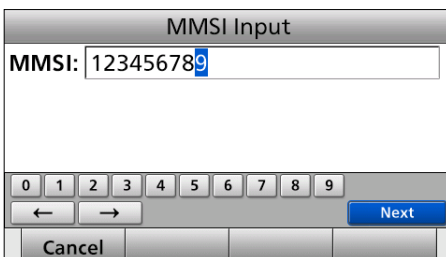 MMSI Input
MMSI: 123456789
0 1 2 3 4 5 6 7 8 9
← → Next
Cancel